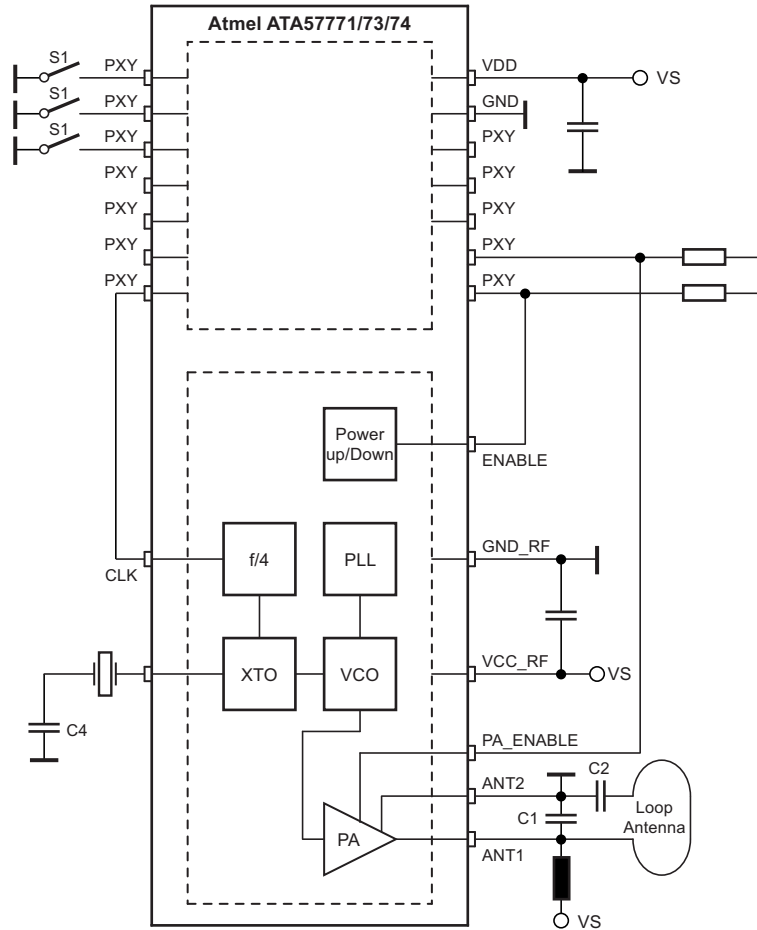 Atmel ATA57771/73/74
S1
PXY
VDD
VS
S1
PXY
GND
S1
PXY
PXY
PXY
PXY
PXY
PXY
PXY
PXY
PXY
PXY
Power
up/Down
ENABLE
f/4
PLL
GND_RF
CLK
XTO
VCO
VCC_RF
VS
C4
PA_ENABLE
C2
ANT2
Loop
Antenna
C1
PA
ANT1
VS